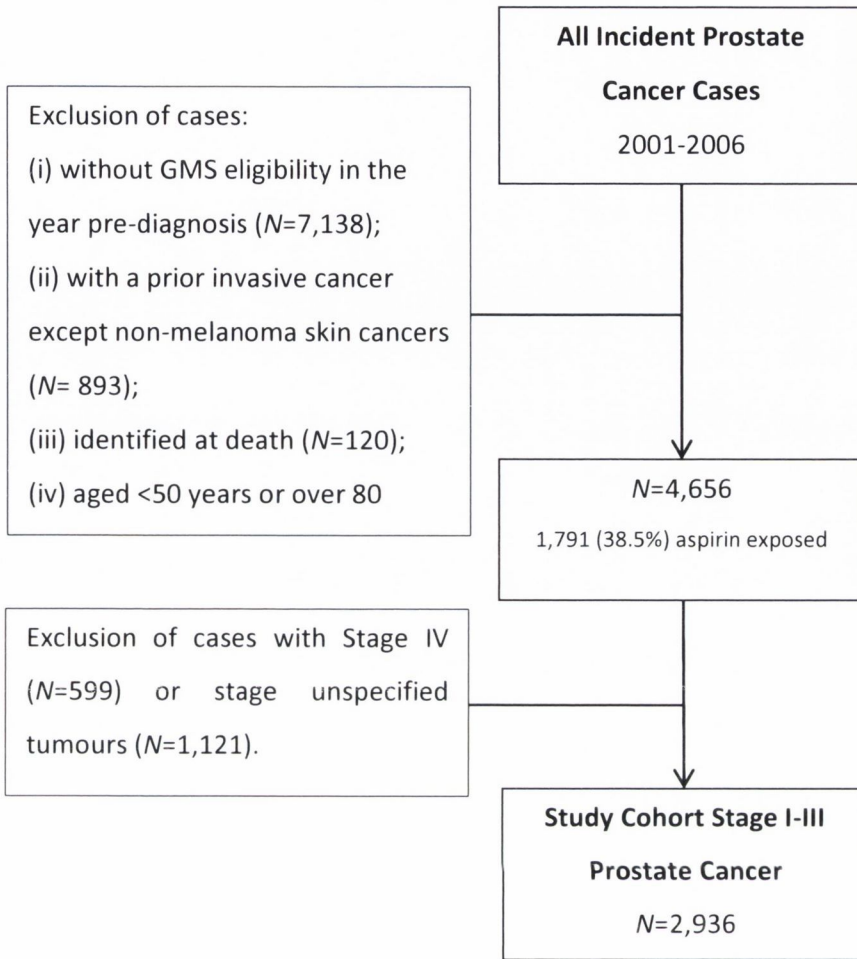 All Incident Prostate
Cancer Cases
2001-2006
Exclusion of cases:
(i) without GMS eligibility in the
year pre-diagnosis (N=7,138);
(ii) with a prior invasive cancer
except non-melanoma skin cancers
(N= 893);
(iii) identified at death (N=120);
(iv) aged <50 years or over 80
N=4,656
1,791 (38.5%) aspirin exposed
Exclusion of cases with Stage IV
(N=599) or stage unspecified
tumours (N=1,121).
Study Cohort Stage I-III
Prostate Cancer
N=2,936